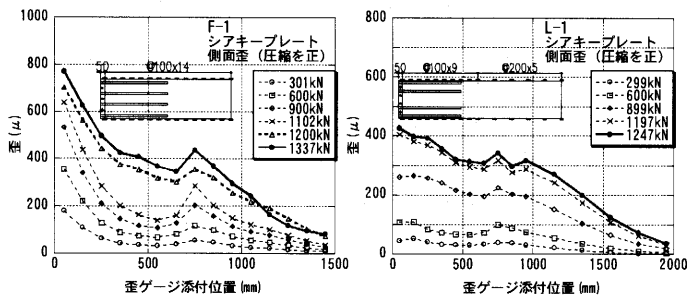 F-1
シアキープレート
側面歪 (圧縮を正)
50 @100x14
301kN
600kN
900kN
1102kN
1200kN
1337kN
歪(μ)
1000
800
600
400
200
0
0 500 1000 1500
歪ゲージ添付位置(mm)
L-1
シアキープレート
側面歪 (圧縮を正)
50 @100x9 @200x5
299kN
600kN
899kN
1197kN
1247kN
歪(μ)
800
600
400
200
0
0 500 1000 1500 2000
歪ゲージ添付位置(mm)